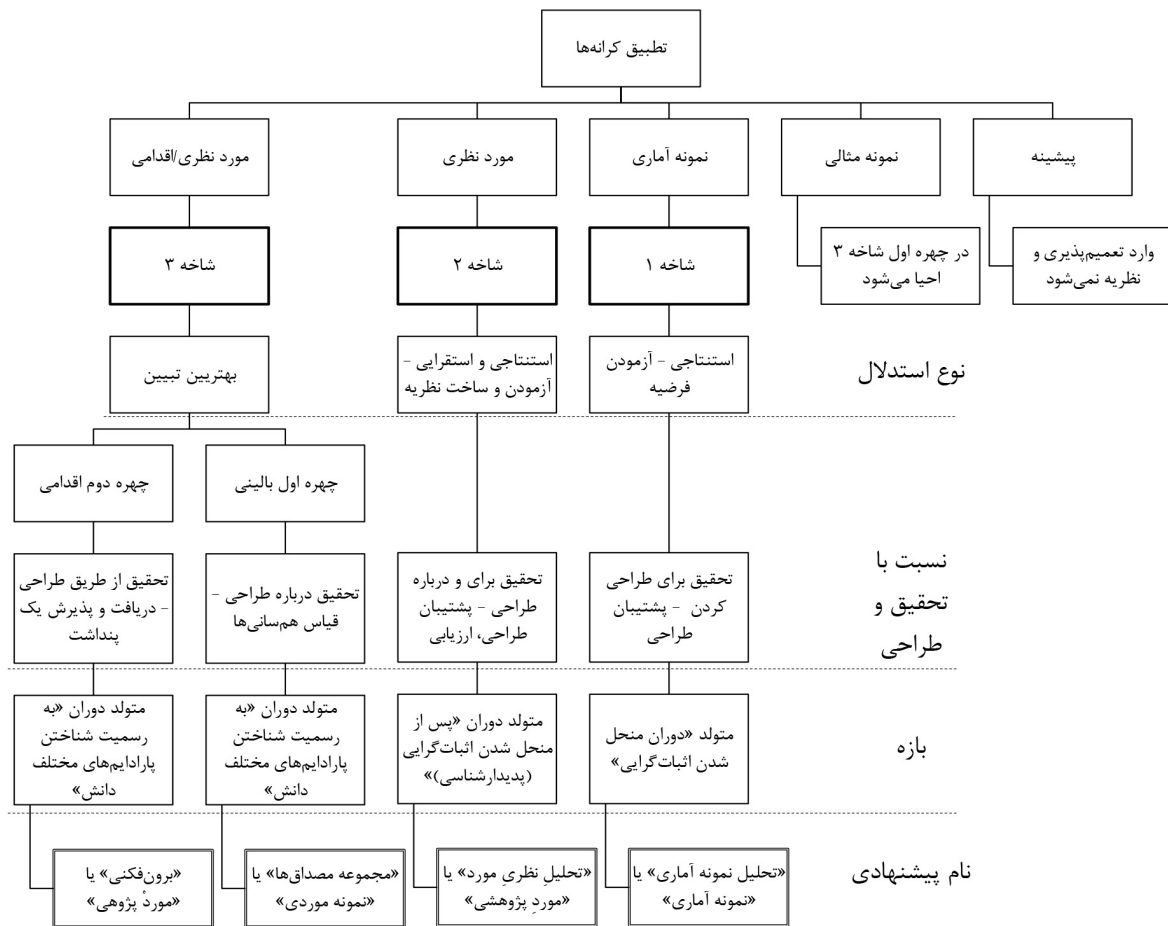 تطبیق کرانه‌ها
پیشینه
نمونه مثالی
نمونه آماری
مورد نظری
مورد نظری/اقدامی
وارد تعمیم‌پذیری و
نظریه نمی‌شود
در چهره اول شاخه ۳
احیا می‌شود
شاخه ۱
شاخه ۲
شاخه ۳
نوع استدلال
استنتاجی - آزمودن
فرضیه
استنتاجی و استقرایی -
آزمودن و ساخت نظریه
بهتریین تبیین
چهره اول بالینی
چهره دوم اقدامی
نسبت با
تحقیق و
طراحی
تحقیق برای طراحی
کردن - پشتیبان
طراحی
تحقیق برای و درباره
طراحی - پشتیبان
طراحی، ارزیابی
تحقیق درباره طراحی -
قیاس هم‌سانی‌ها
تحقیق از طریق طراحی
- دریافت و پذیرش یک
پنداشت
بازه
متولد «دوران منحل
شدن اثبات‌گرایی»
متولد دوران «پس از
منحل شدن اثبات‌گرایی
(پدیدارشناسی)»
متولد دوران «به
رسمیت شناختن
پارادایم‌های مختلف
دانش»
متولد دوران «به
رسمیت شناختن
پارادایم‌های مختلف
دانش»
نام پیشنهادی
«تحلیل نمونه آماری» یا
«نمونه آماری»
«تحلیلِ نظریِ مورد» یا
«موردِ پژوهشی»
«مجموعه مصداق‌ها» یا
«نمونه موردی»
«برون‌فکنی» یا
«موردْ پژوهی»